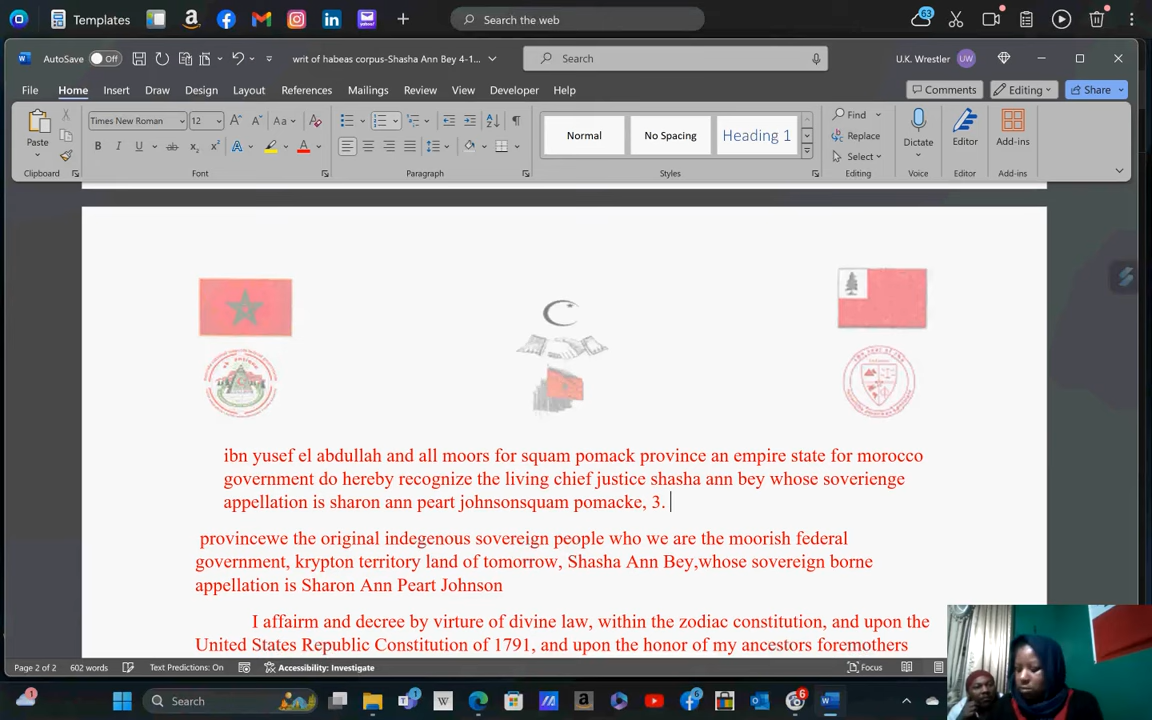 Templates
Search the web
63
AutoSave Off
writ of habeas corpus-Shasha Ann Bey 4-1...
Search
U.K. Wrestler UW
File Home Insert Draw Design Layout References Mailings Review View Developer Help
Comments Editing Share
Paste
Times New Roman 12
Normal
No Spacing
Heading 1
Find
Replace
Select
Dictate
Editor
Add-ins
Clipboard Font Paragraph Styles Editing Voice Editor Add-ins
ibn yusef el abdullah and all moors for squam pomack province an empire state for morocco
government do hereby recognize the living chief justice shasha ann bey whose soverienge
appellation is sharon ann peart johnsonsquam pomacke, 3.
provincewe the original indegenous sovereign people who we are the moorish federal
government, krypton territory land of tomorrow, Shasha Ann Bey,whose sovereign borne
appellation is Sharon Ann Peart Johnson
I affairm and decree by virtue of divine law, within the zodiac constitution, and upon the
United States Republic Constitution of 1791, and upon the honor of my ancestors foremothers
Page 2 of 2 602 words Text Predictions: On Accessibility: Investigate Focus
Search